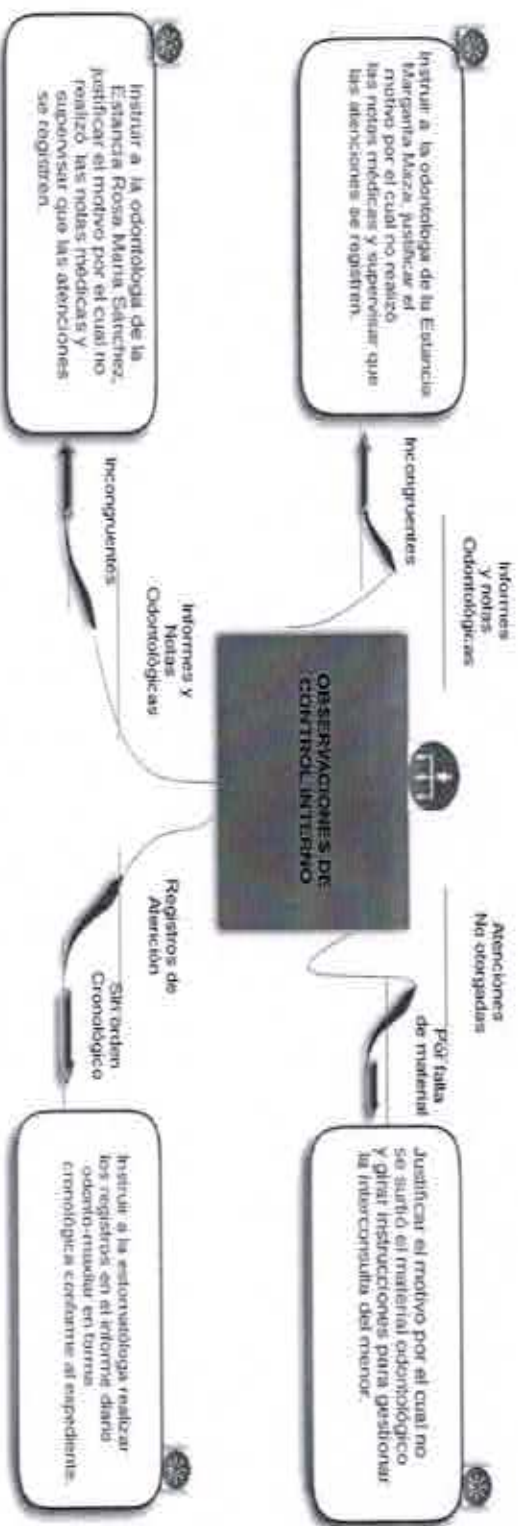 OBSERVACIONES DE
CONTROL INTERNO
Informes
y notas
Odontológicas
Incongruentes
Instruir a la odontologa de la Estancia
Margarita Maza, justificar el
motivo por el cual no realizó
las notas médicas y supervisar que
las atenciones se registren.
Atenciones
No otorgadas
Por falta
de material
Justificar el motivo por el cual no
se surtió el material odontológico
y girar instrucciones para gestionar
la interconsulta del menor.
Informes y
Notas
Odontológicas
Incongruentes
Instruir a la odontologa de la
Estancia Rosa María Sánchez,
justificar el motivo por el cual no
realizó las notas médicas y
supervisar que las atenciones
se registren.
Registros de
Atención
Sin orden
Cronológico
Instruir a la estomatóloga realizar
los registros en el informe diario
odonto-maxilar en forma
cronológica conforme al expediente.